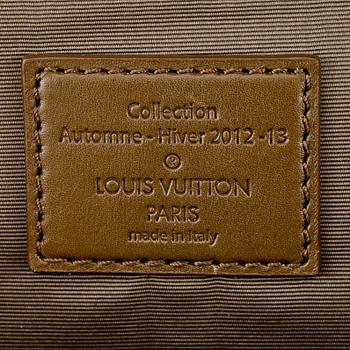 Collection
Automne - Hiver 2012 -13
®
LOUIS VUITTON
PARIS
made in Italy